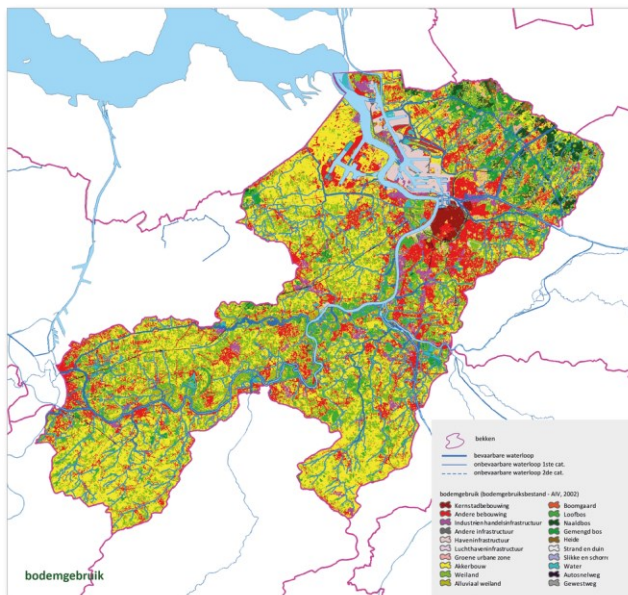 bekken
bevaarbare waterloop
onbevaarbare waterloop 1ste cat.
onbevaarbare waterloop 2de cat.
bodemgebruik (bodemgebruiksbestand - AIV, 2002)
Kernstadbebouwing
Andere bebouwing
Industrie en handelsinfrastructuur
Andere infrastructuur
Haveninfrastructuur
Luchthaveninfrastructuur
Groene urbane zone
Akkerbouw
Weiland
Alluviaal weiland
Boomgaard
Loofbos
Naaldbos
Gemengd bos
Heide
Strand en duin
Slikke en schorre
Water
Autosnelweg
Gewestweg
bodemgebruik